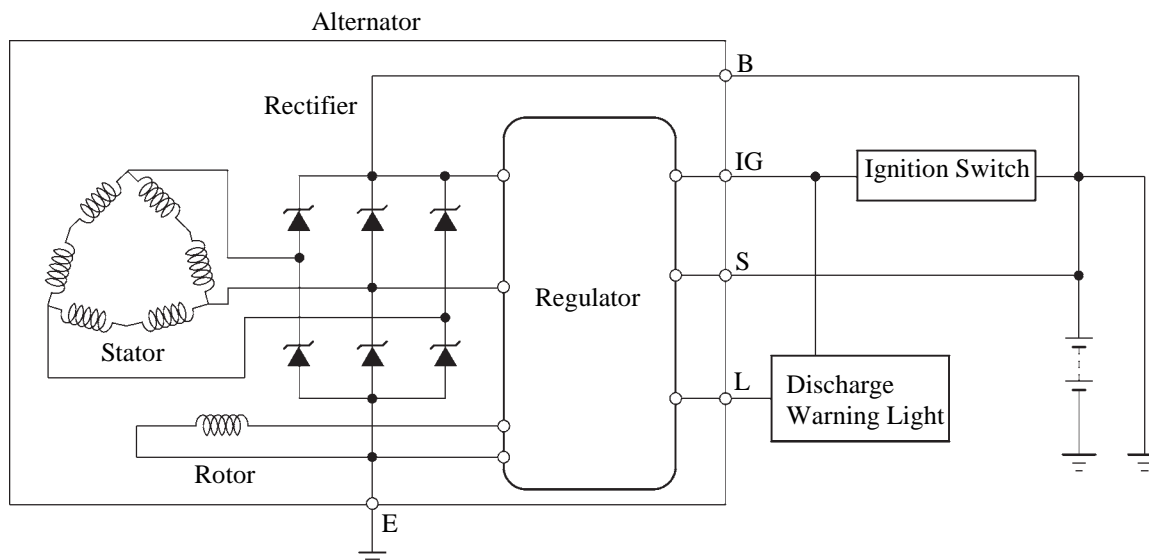 Alternator
B
Rectifier
IG
Ignition Switch
S
Regulator
Stator
L
Discharge
Warning Light
Rotor
E